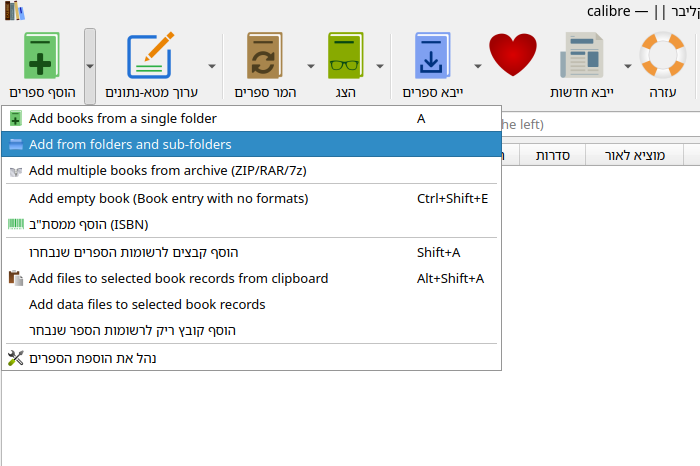 קליבר || — calibre
הוסף ספרים
ערוך מטא-נתונים
המר ספרים
הצג
ייבא ספרים
ייבא חדשות
עזרה
Add books from a single folder A
Add from folders and sub-folders
Add multiple books from archive (ZIP/RAR/7z)
Add empty book (Book entry with no formats) Ctrl+Shift+E
הוסף ממסת"ב (ISBN)
הוסף קבצים לרשומות הספרים שנבחרו Shift+A
Add files to selected book records from clipboard Alt+Shift+A
Add data files to selected book records
הוסף קובץ ריק לרשומות הספר שנבחר
נהל את הוספת הספרים
he left)
סדרות
מוציא לאור